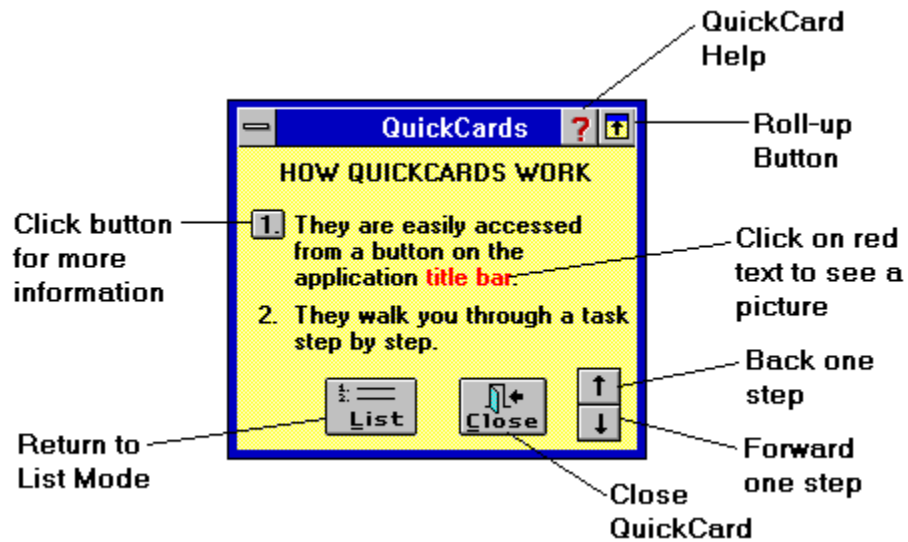 QuickCard
Help
QuickCards
?
Roll-up
Button
HOW QUICKCARDS WORK
Click button
for more
information
1. They are easily accessed
from a button on the
application title bar.
Click on red
text to see a
picture
2. They walk you through a task
step by step.
Back one
step
1:
2:
List
Close
Return to
List Mode
Forward
one step
Close
QuickCard